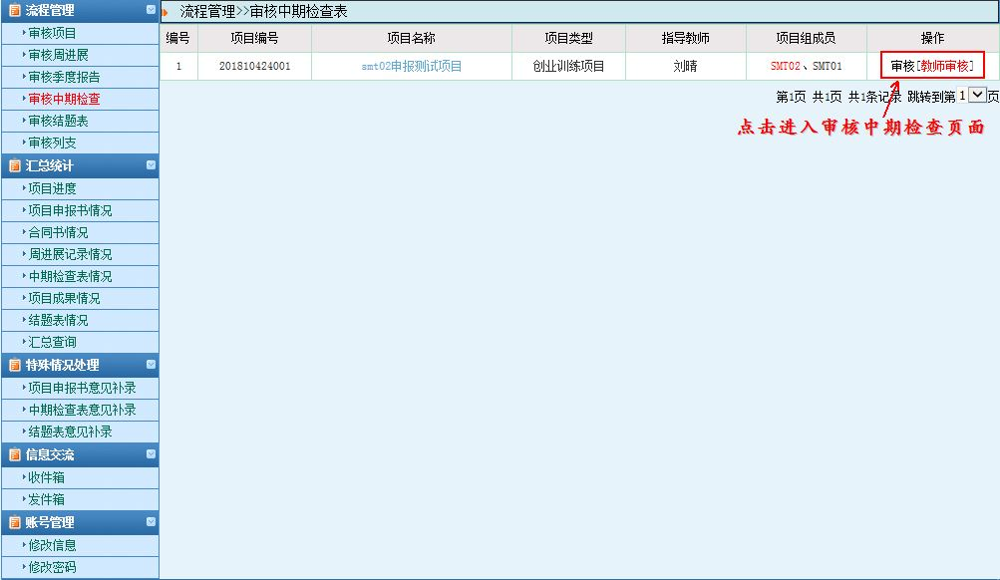 流程管理
审核项目
审核周进展
审核季度报告
审核中期检查
审核结题表
审核列支
汇总统计
项目进度
项目申报书情况
合同书情况
周进展记录情况
中期检查表情况
项目成果情况
结题表情况
汇总查询
特殊情况处理
项目申报书意见补录
中期检查表意见补录
结题表意见补录
信息交流
收件箱
发件箱
账号管理
修改信息
修改密码
流程管理>>审核中期检查表
编号 项目编号 项目名称 项目类型 指导教师 项目组成员 操作
1 201810424001 smt02申报测试项目 创业训练项目 刘晴 SMT02、SMT01 审核[教师审核]
第1页 共1页 共1条记录 跳转到第 1 页
点击进入审核中期检查页面